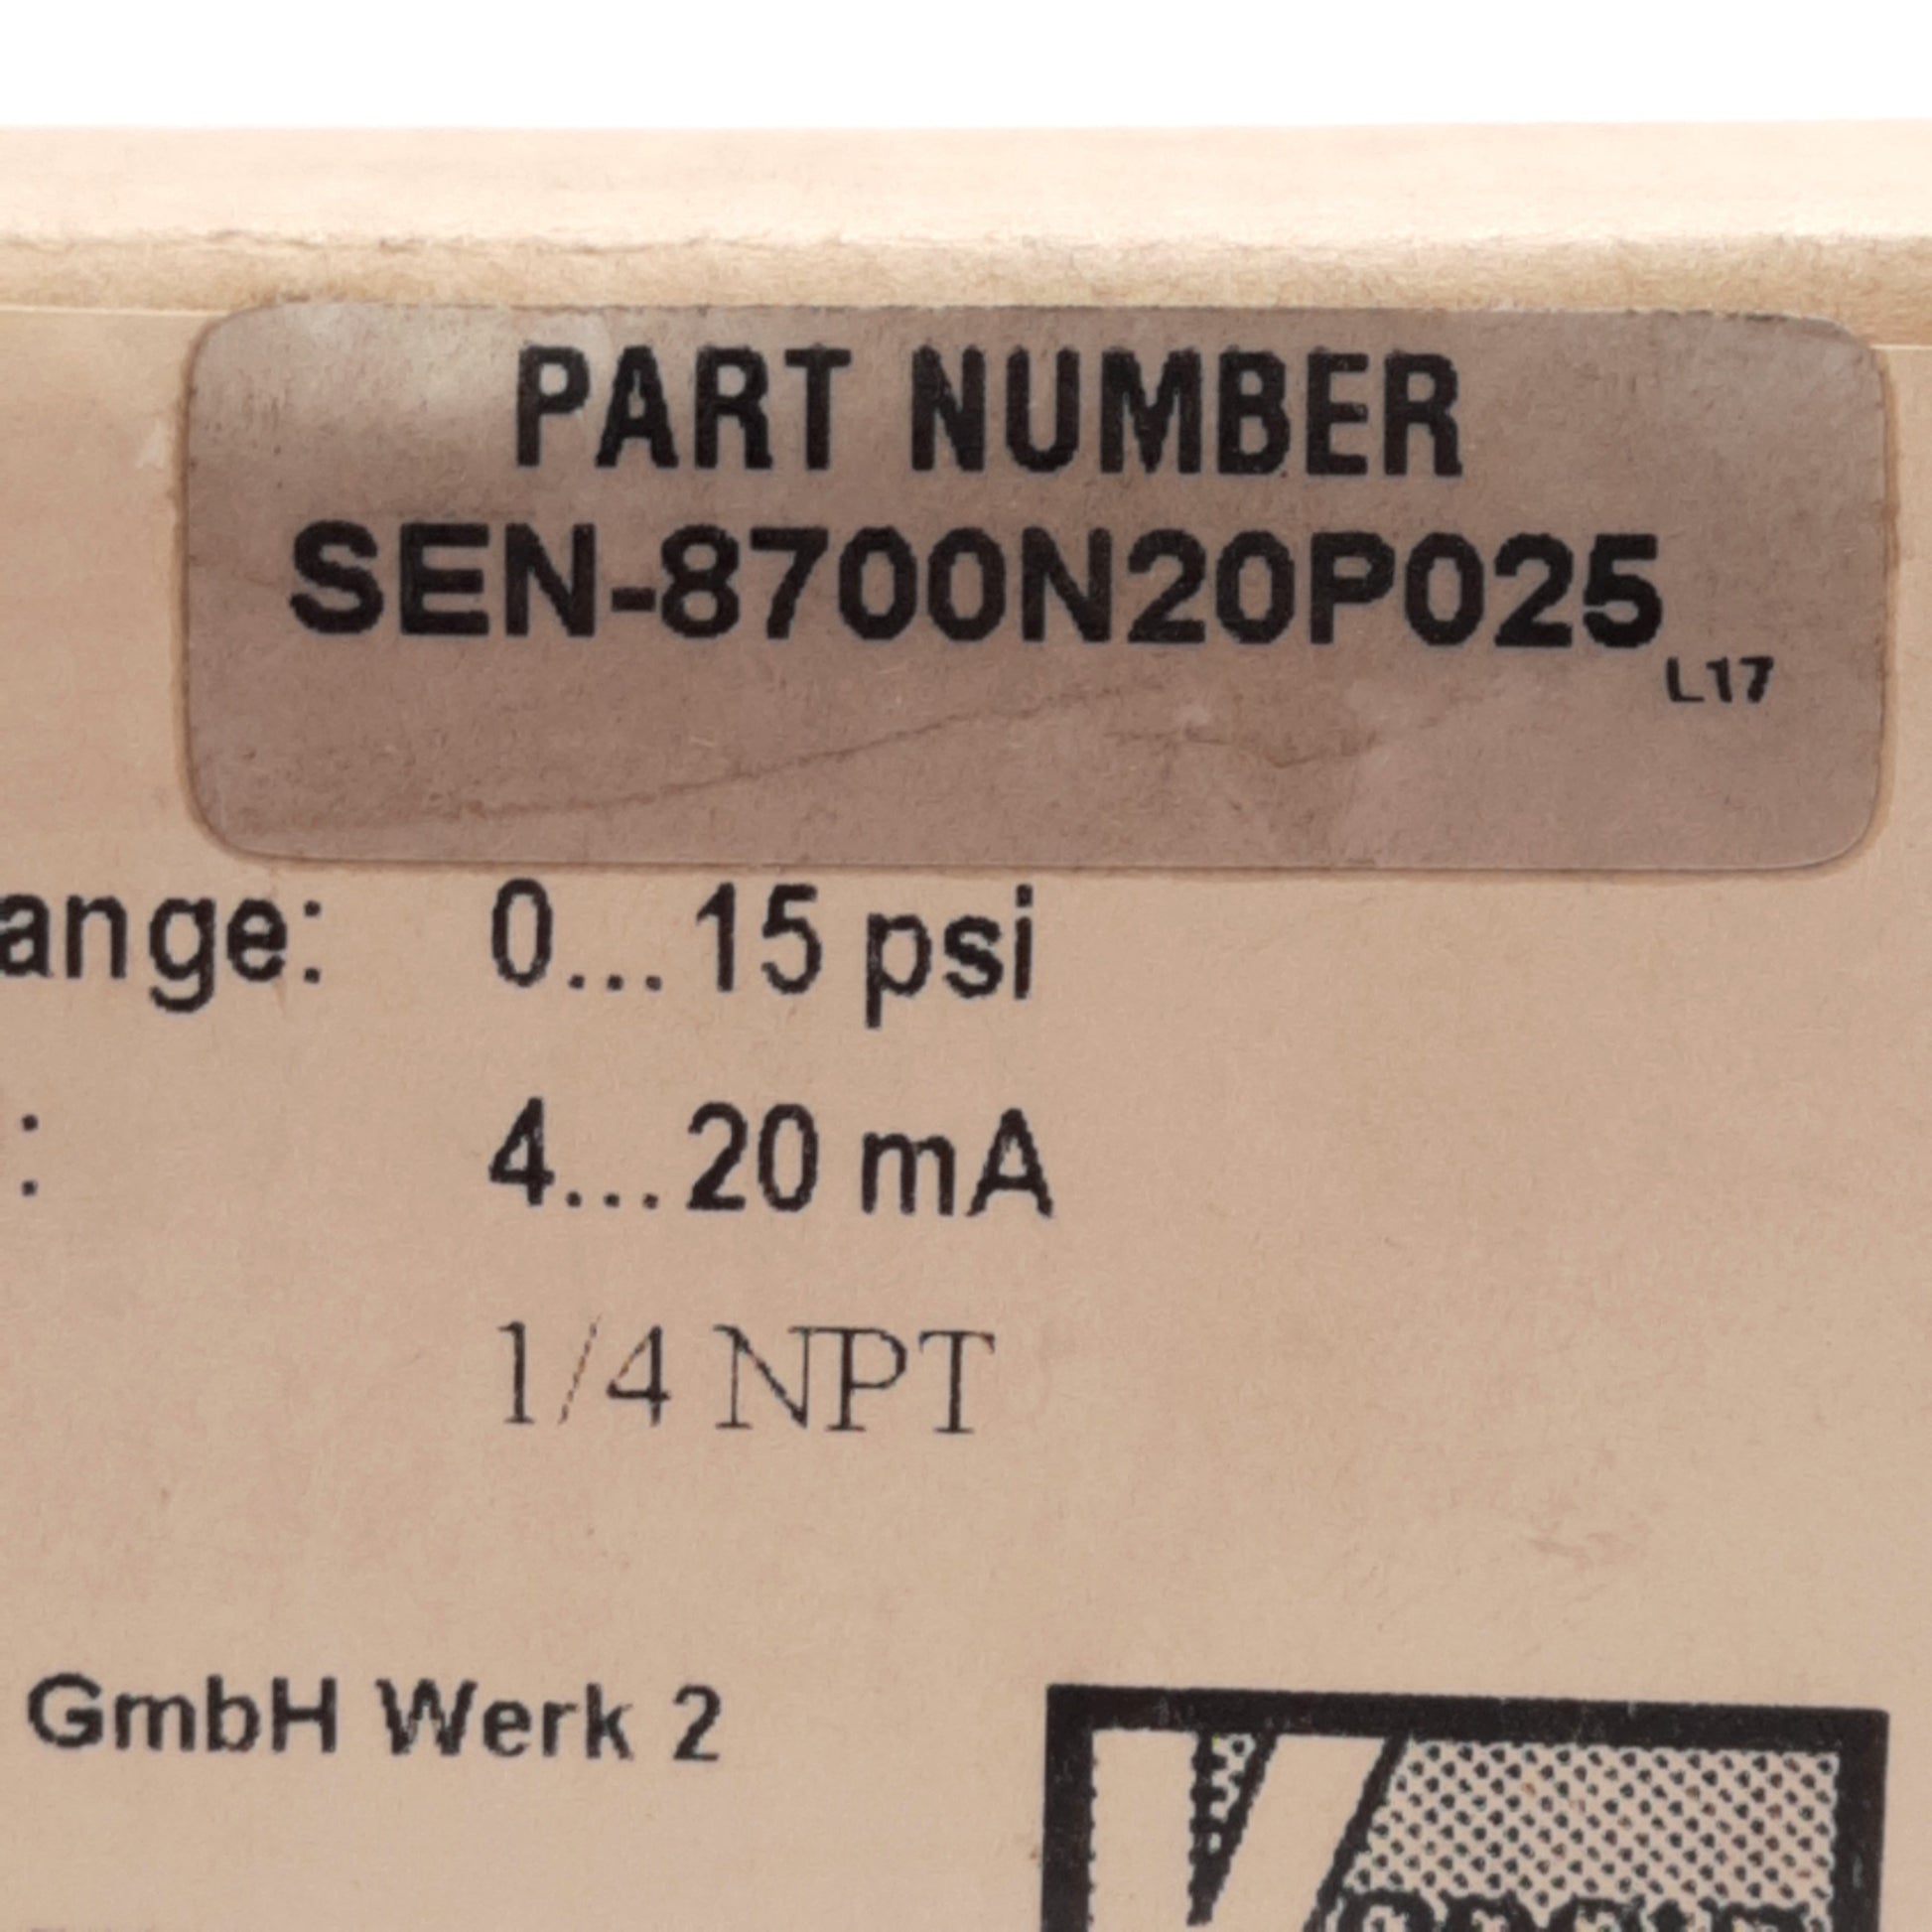 PART NUMBER
SEN-8700N20P025
L17
ange: 0...15 psi
: 4...20 mA
1/4 NPT
GmbH Werk 2